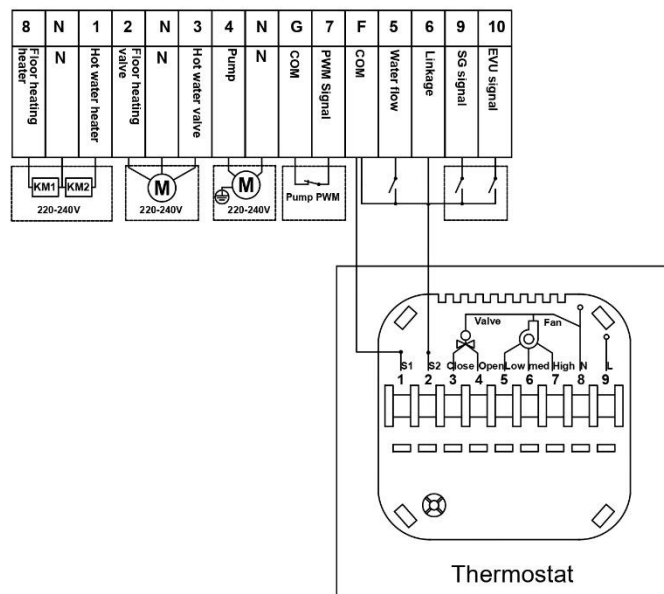 8 N 1 2 N 3 4 N G 7 F 5 6 9 10
Floor heating heater
N
Hot water heater
Floor heating valve
N
Hot water valve
Pump
N
COM
PWM Signal
COM
Water flow
Linkage
SG signal
EVU signal
KM1 KM2
220-240V
M
220-240V
M
220-240V
Pump PWM
Valve
Fan
S1 S2 Close Open Low med High N L
1 2 3 4 5 6 7 8 9
Thermostat